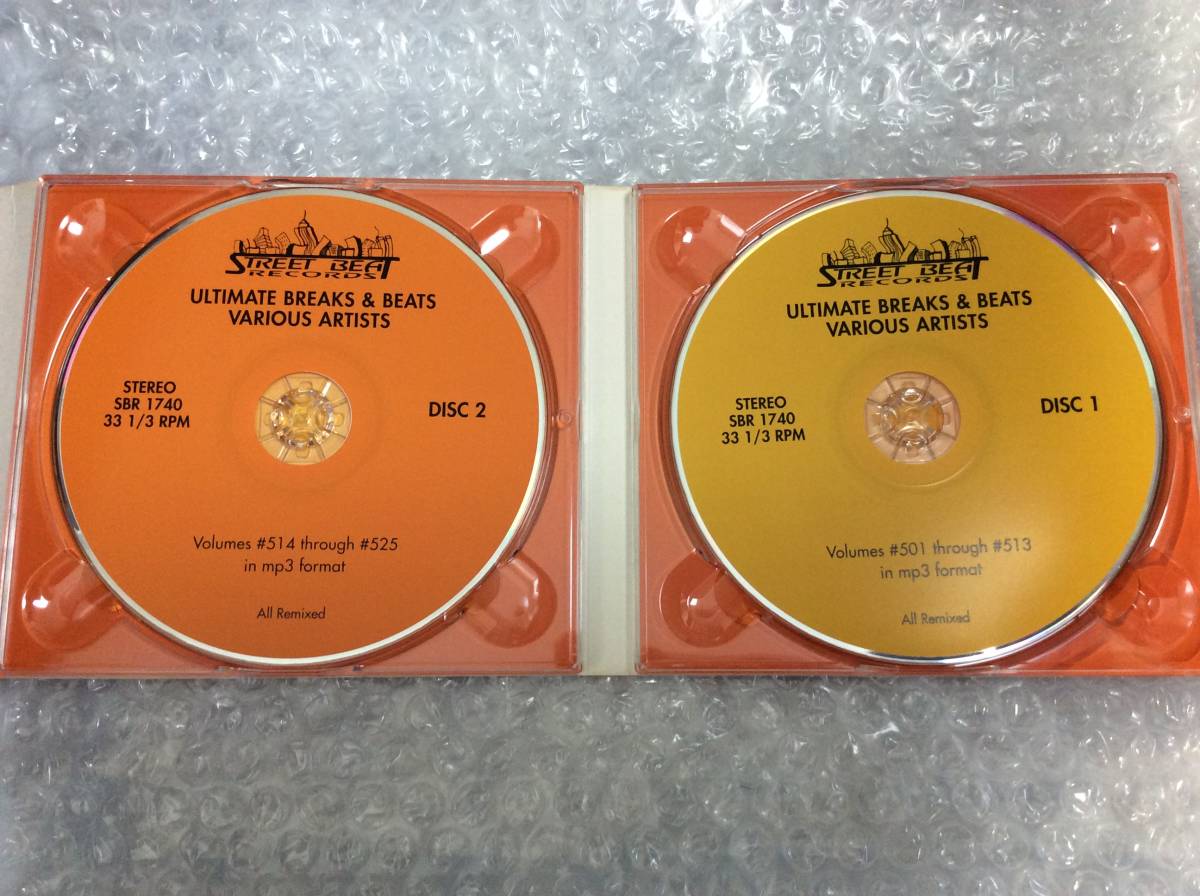 STREET BEAT
RECORDS
ULTIMATE BREAKS & BEATS
VARIOUS ARTISTS
STEREO
SBR 1740
33 1/3 RPM
DISC 2
Volumes #514 through #525
in mp3 format
All Remixed
STREET BEAT
RECORDS
ULTIMATE BREAKS & BEATS
VARIOUS ARTISTS
STEREO
SBR 1740
33 1/3 RPM
DISC 1
Volumes #501 through #513
in mp3 format
All Remixed